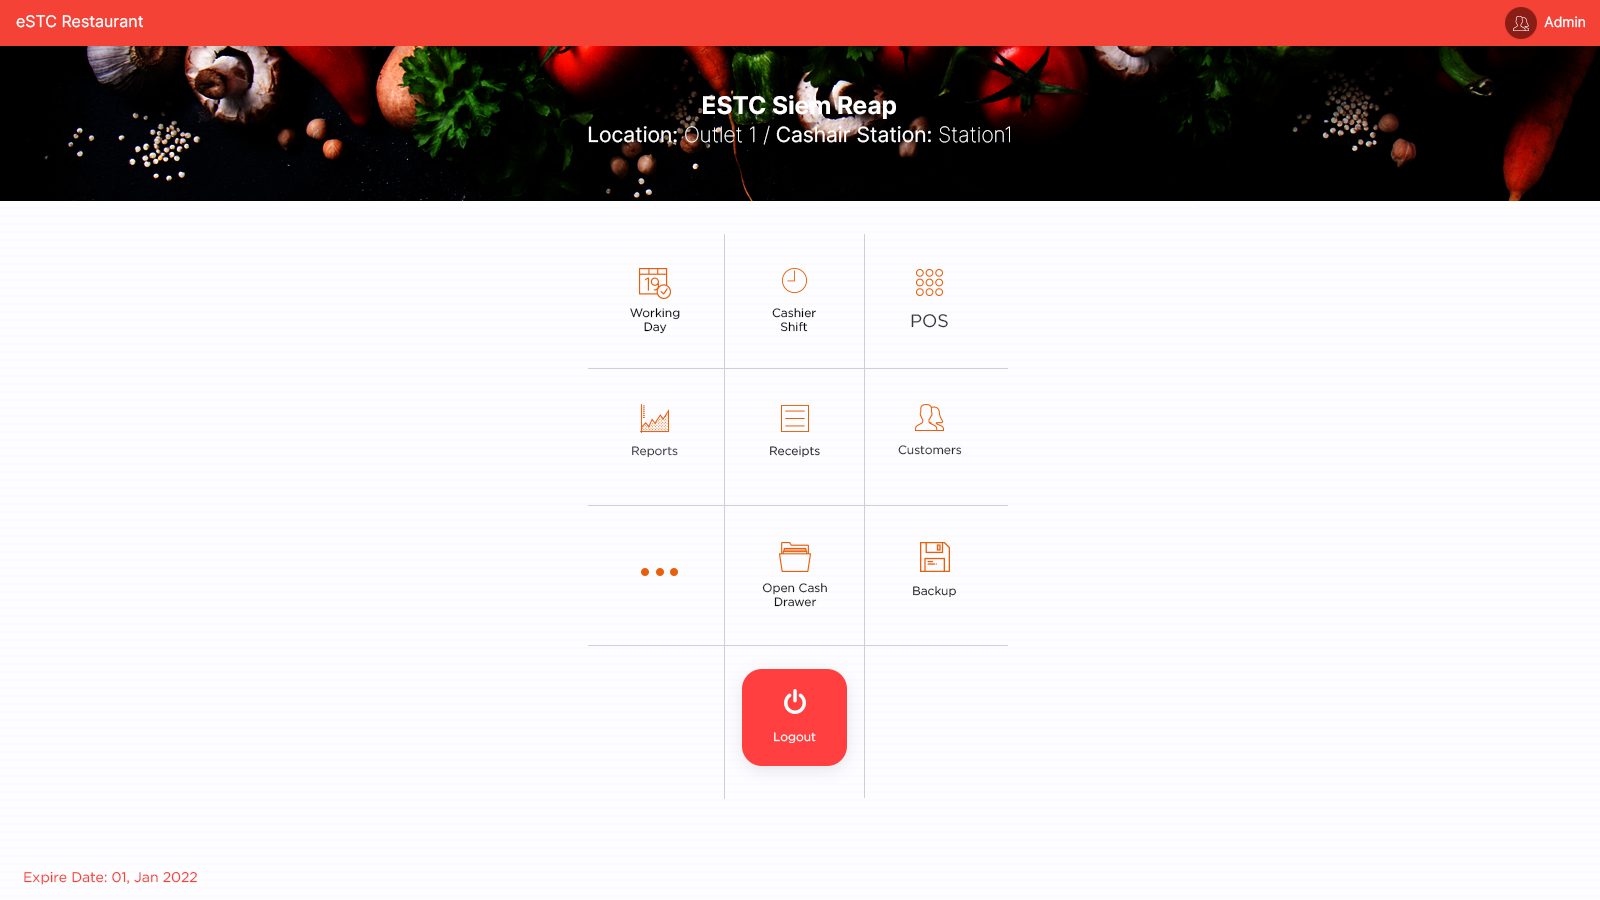 eSTC Restaurant
Admin
ESTC Siem Reap
Location: Outlet 1 / Cashair Station: Station1
19
Working
Day
Cashier
Shift
POS
Reports
Receipts
Customers
Open Cash
Drawer
Backup
Logout
Expire Date: 01, Jan 2022